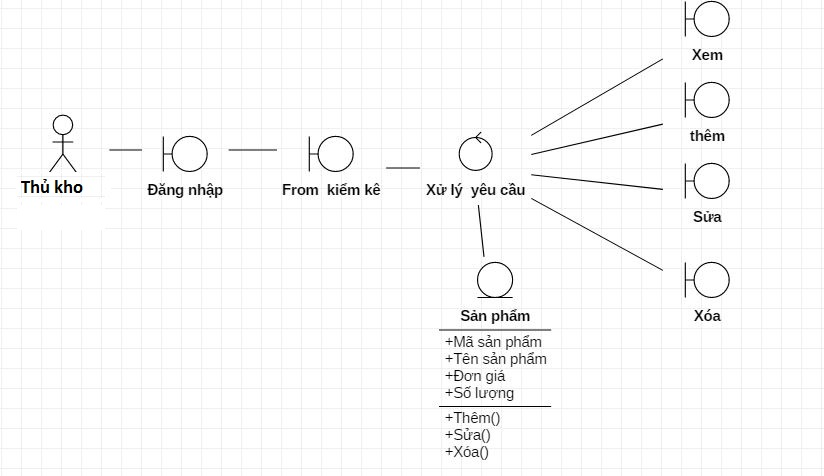 Xem
thêm
Thủ kho
Đăng nhập
From kiểm kê
Xử lý yêu cầu
Sửa
Sản phẩm
Xóa
+Mã sản phẩm
+Tên sản phẩm
+Đơn giá
+Số lượng
+Thêm()
+Sửa()
+Xóa()